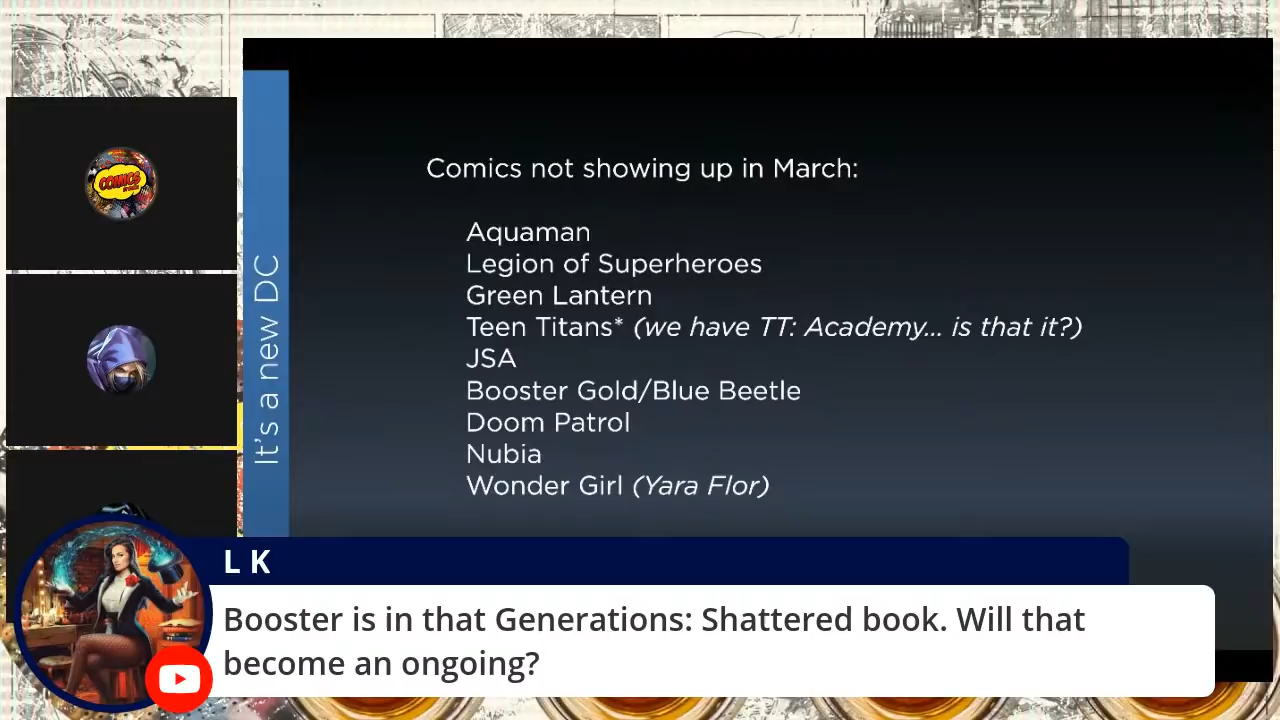 COMICS
It's a new DC
Comics not showing up in March:
Aquaman
Legion of Superheroes
Green Lantern
Teen Titans* (we have TT: Academy... is that it?)
JSA
Booster Gold/Blue Beetle
Doom Patrol
Nubia
Wonder Girl (Yara Flor)
L K
Booster is in that Generations: Shattered book. Will that
become an ongoing?